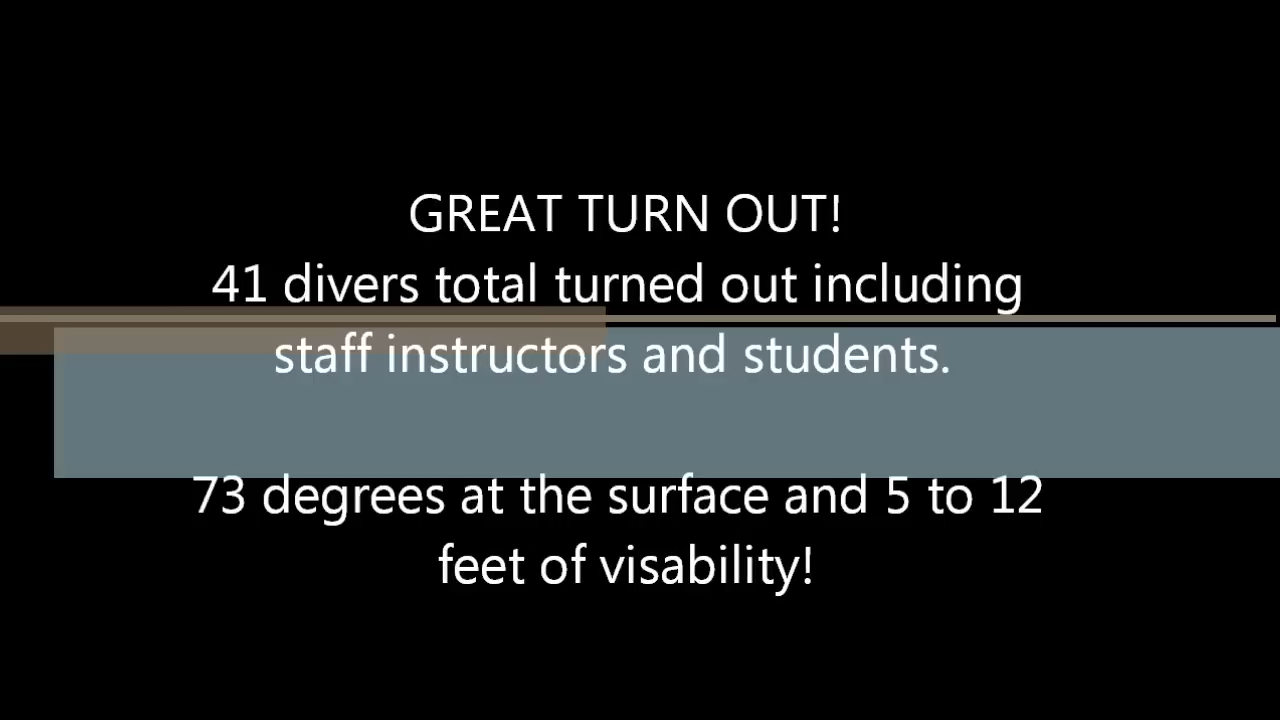 GREAT TURN OUT!
41 divers total turned out including
staff instructors and students.
73 degrees at the surface and 5 to 12
feet of visability!